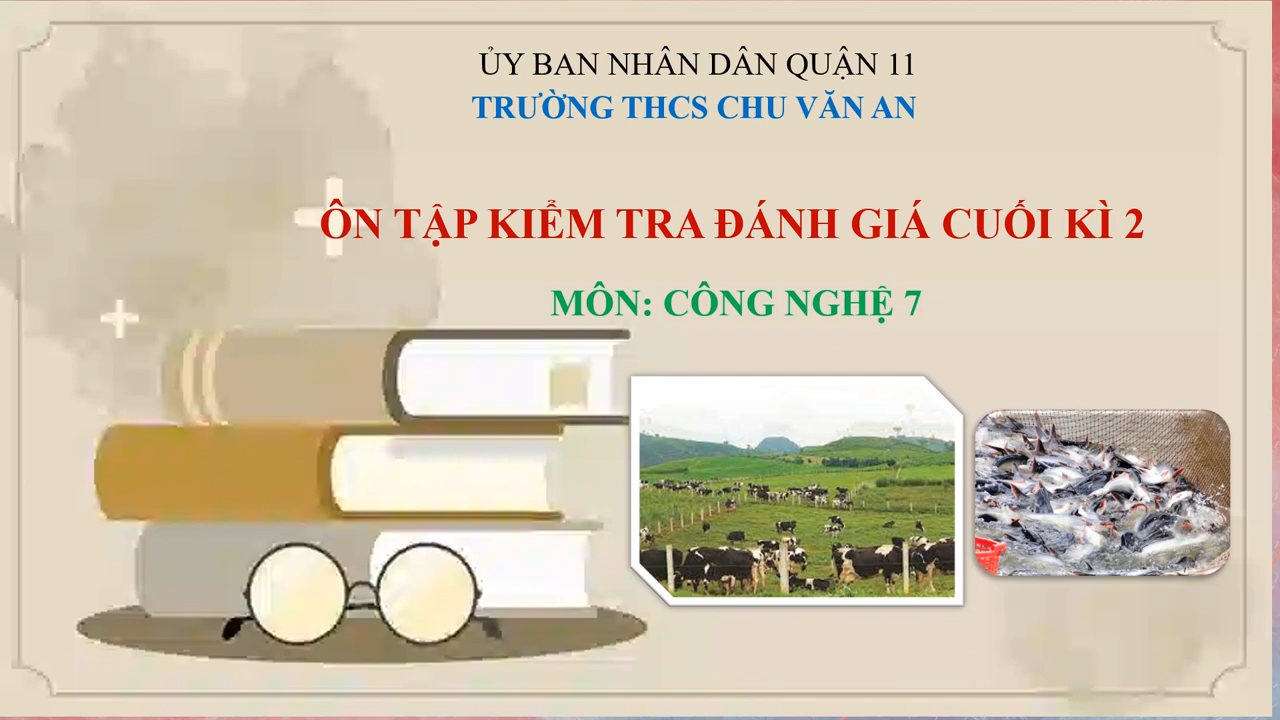 ỦY BAN NHÂN DÂN QUẬN 11
TRƯỜNG THCS CHU VĂN AN
ÔN TẬP KIỂM TRA ĐÁNH GIÁ CUỐI KÌ 2
MÔN: CÔNG NGHỆ 7